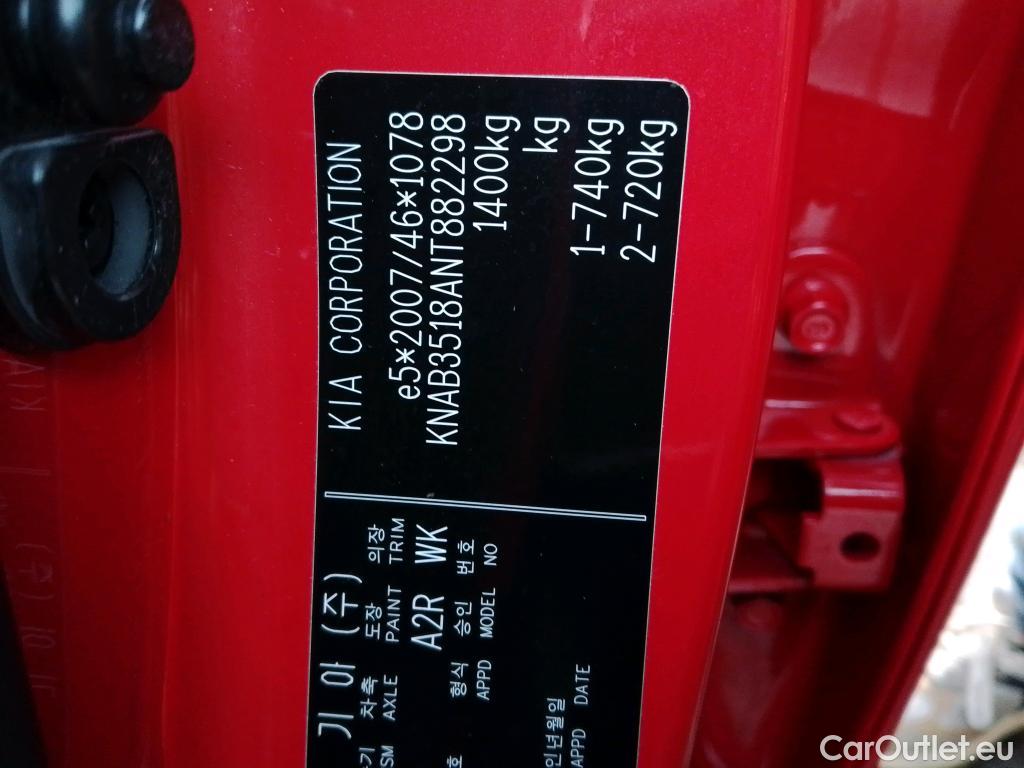 KIA CORPORATION
e5*2007/46*1078
KNAB3518ANT882298
1400kg
kg
1-740kg
2-720kg
기아 (주)
차축 도장 의장
AXLE PAINT TRIM
A2R WK
형식 승인 번호
APPD MODEL NO
년월일
APPD DATE
CarOutlet.eu